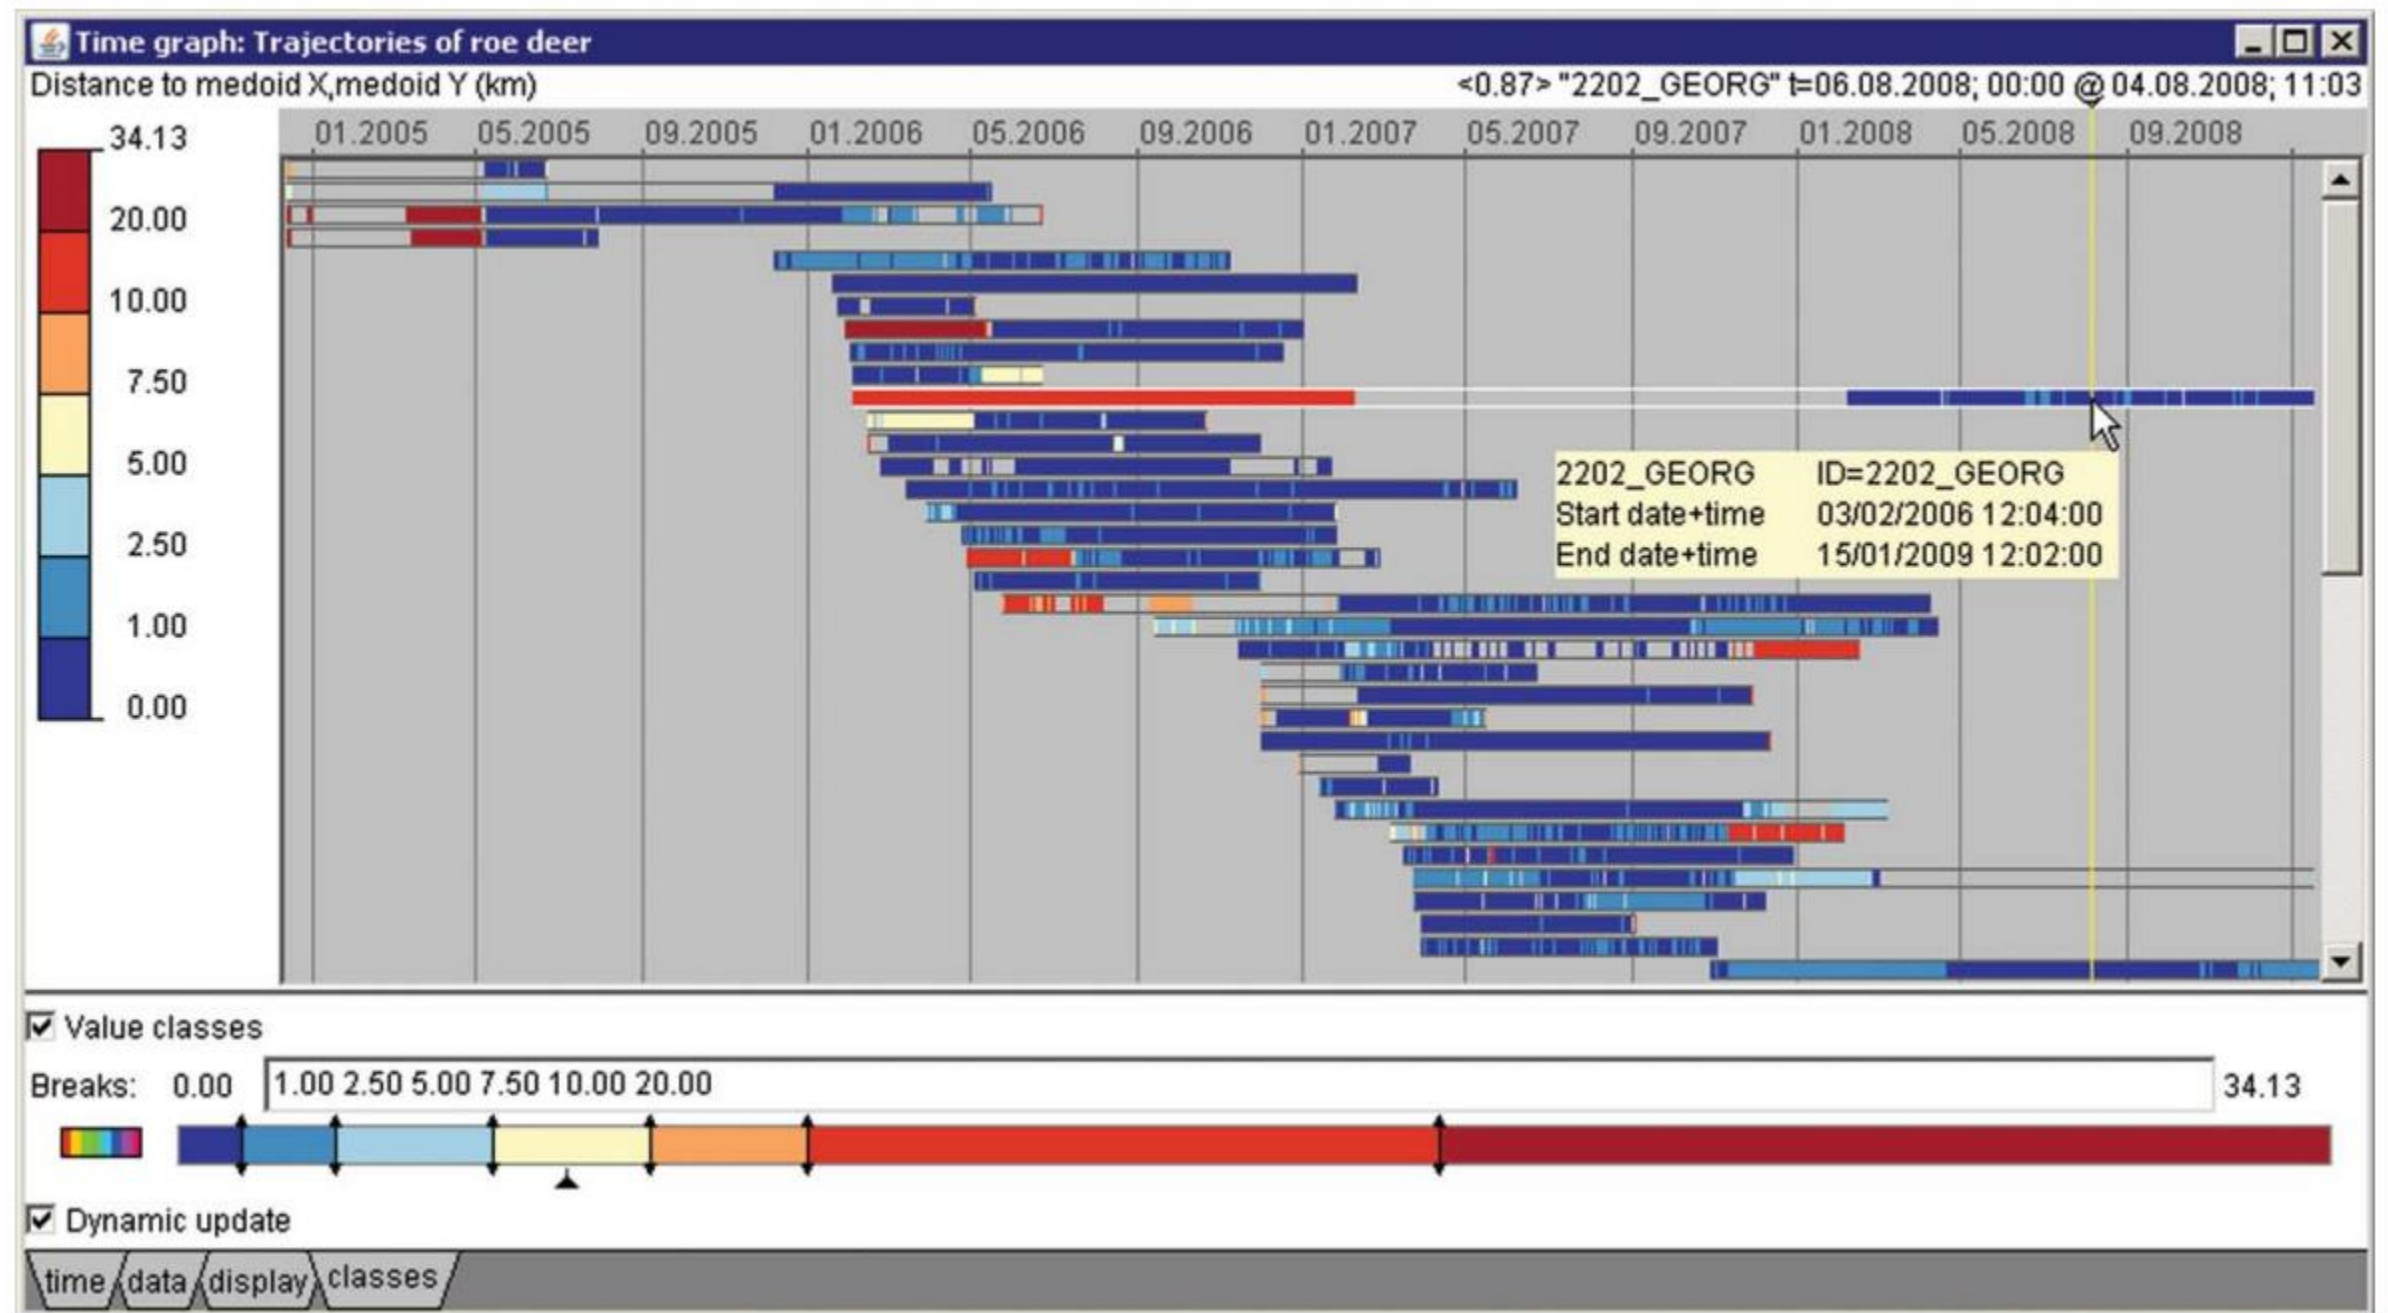 Time graph: Trajectories of roe deer
Distance to medoid X,medoid Y (km) <0.87> "2202_GEORG" t=06.08.2008; 00:00 @ 04.08.2008; 11:03
01.2005 05.2005 09.2005 01.2006 05.2006 09.2006 01.2007 05.2007 09.2007 01.2008 05.2008 09.2008
34.13
20.00
10.00
7.50
5.00
2.50
1.00
0.00
2202_GEORG ID=2202_GEORG
Start date+time 03/02/2006 12:04:00
End date+time 15/01/2009 12:02:00
Value classes
Breaks: 0.00 1.00 2.50 5.00 7.50 10.00 20.00 34.13
Dynamic update
time data display classes